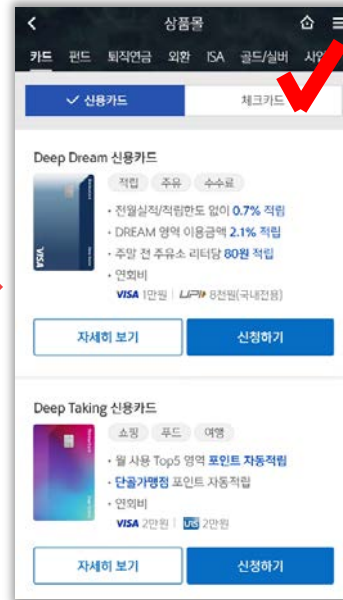 상품몰
카드 펀드 퇴직연금 외환 ISA 골드/실버
✓ 신용카드 체크카드
Deep Dream 신용카드
적립 주유 수수료
• 전월실적/적립한도 없이 0.7% 적립
• DREAM 영역 이용금액 2.1% 적립
• 주말 전 주유소 리터당 80원 적립
• 연회비
VISA 1만원 | UPI 8천원(국내전용)
VISA
자세히 보기 신청하기
Deep Taking 신용카드
쇼핑 푸드 여행
• 월 사용 Top5 영역 포인트 자동적립
• 단골가맹점 포인트 자동적립
• 연회비
VISA 2만원 | URS 2만원
자세히 보기 신청하기